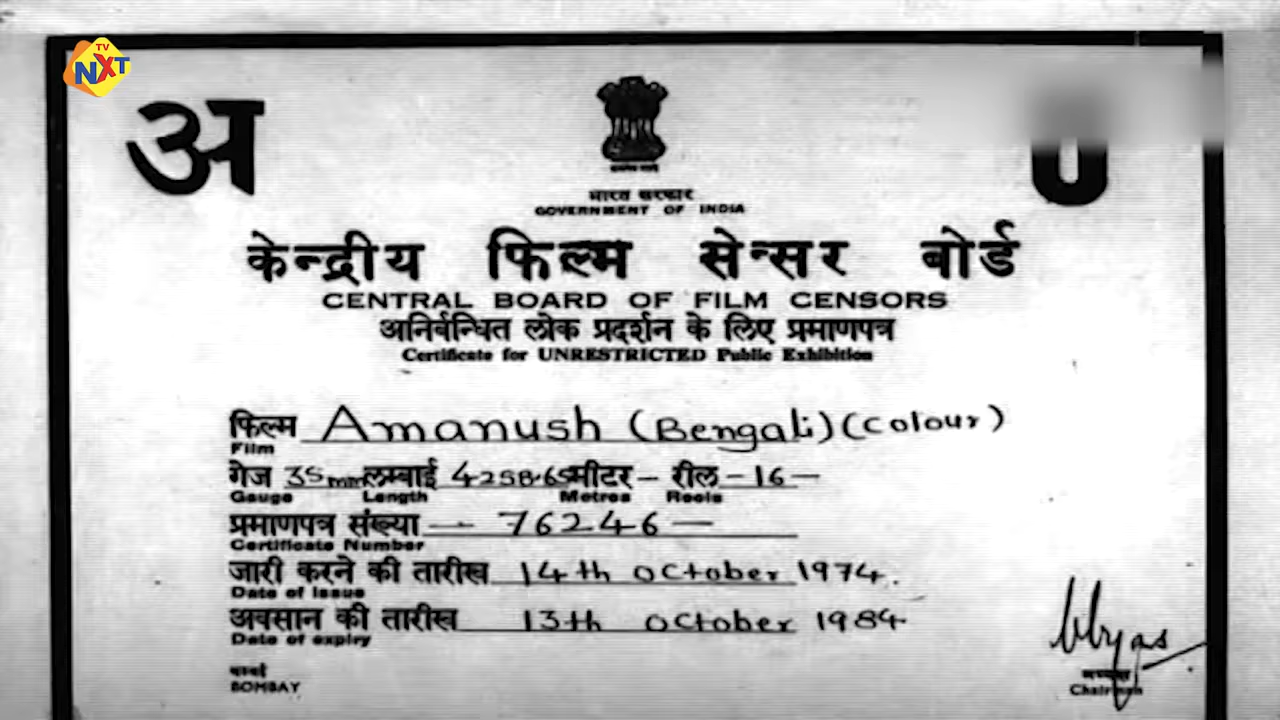 TV
NXT
अ U
भारत सरकार
GOVERNMENT OF INDIA
केन्द्रीय फिल्म सेन्सर बोर्ड
CENTRAL BOARD OF FILM CENSORS
अनिर्बन्धित लोक प्रदर्शन के लिए प्रमाणपत्र
Certificate for UNRESTRICTED Public Exhibition
फिल्म Amanush (Bengali) (Colour)
Film
गेज 35mm लम्बाई 4258.65 मीटर - रील - 16 -
Gauge Length Metres Reels
प्रमाणपत्र संख्या - 76246 -
Certificate Number
जारी करने की तारीख 14th October 1974.
Date of Issue
अवसान की तारीख 13th October 1984
Date of expiry
बम्बई
BOMBAY
अध्यक्ष
Chairman